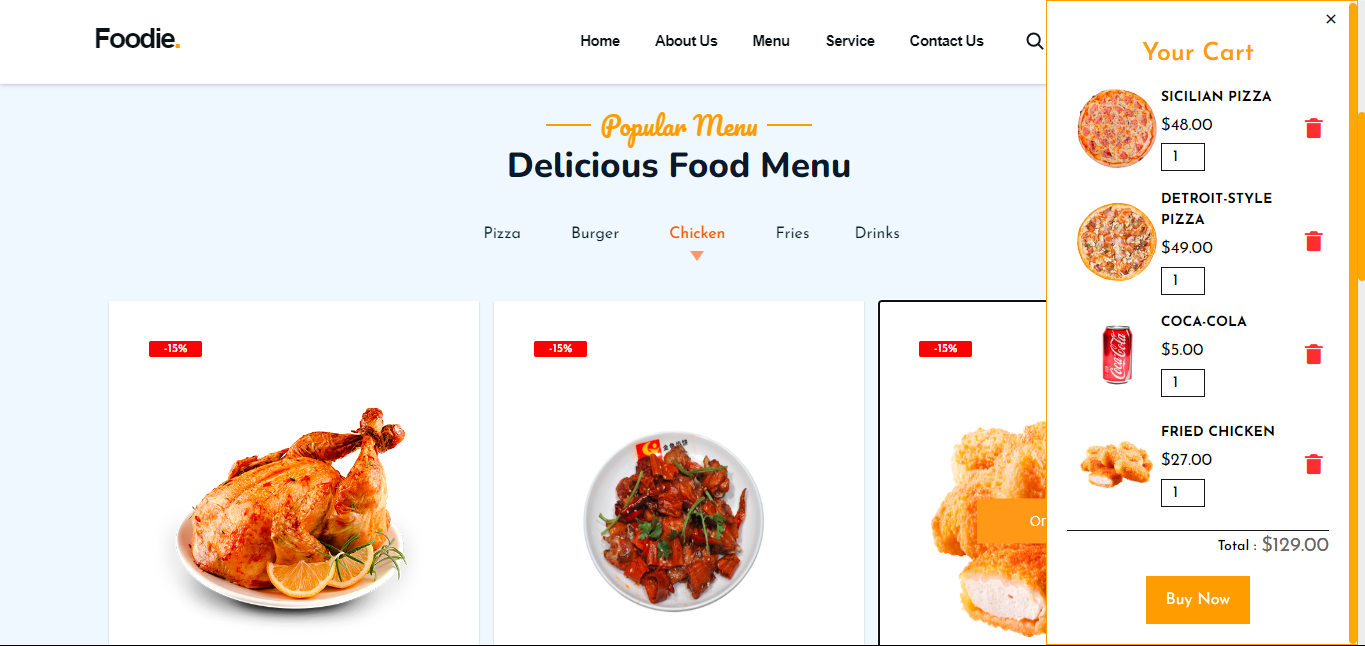 Foodie.
Home About Us Menu Service Contact Us
Popular Menu
Delicious Food Menu
Pizza Burger Chicken Fries Drinks
-15% -15% -15%
Or
Your Cart
SICILIAN PIZZA
$48.00
1
DETROIT-STYLE
PIZZA
$49.00
1
COCA-COLA
$5.00
1
Coca-Cola
FRIED CHICKEN
$27.00
1
Total : $129.00
Buy Now